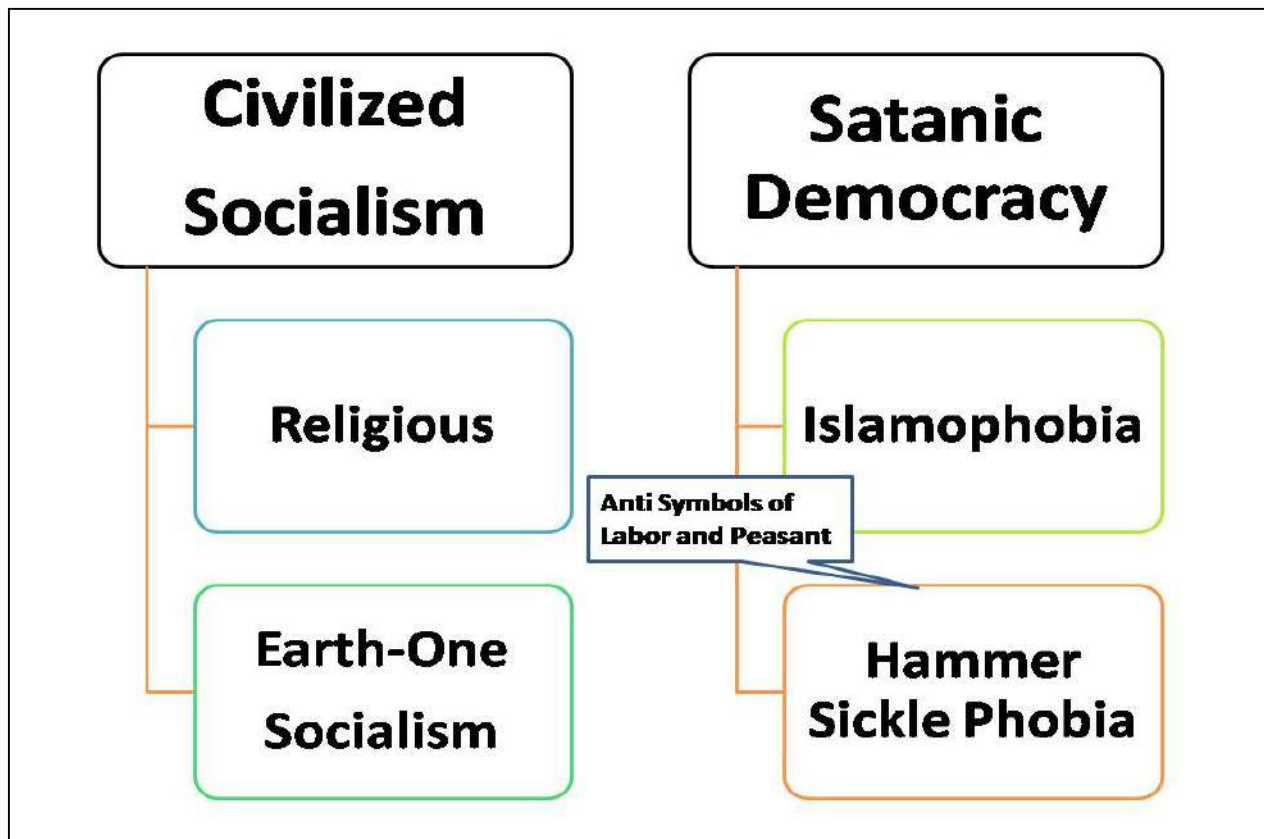 Civilized
Socialism
Religious
Earth-One
Socialism
Satanic
Democracy
Islamophobia
Anti Symbols of
Labor and Peasant
Hammer
Sickle Phobia